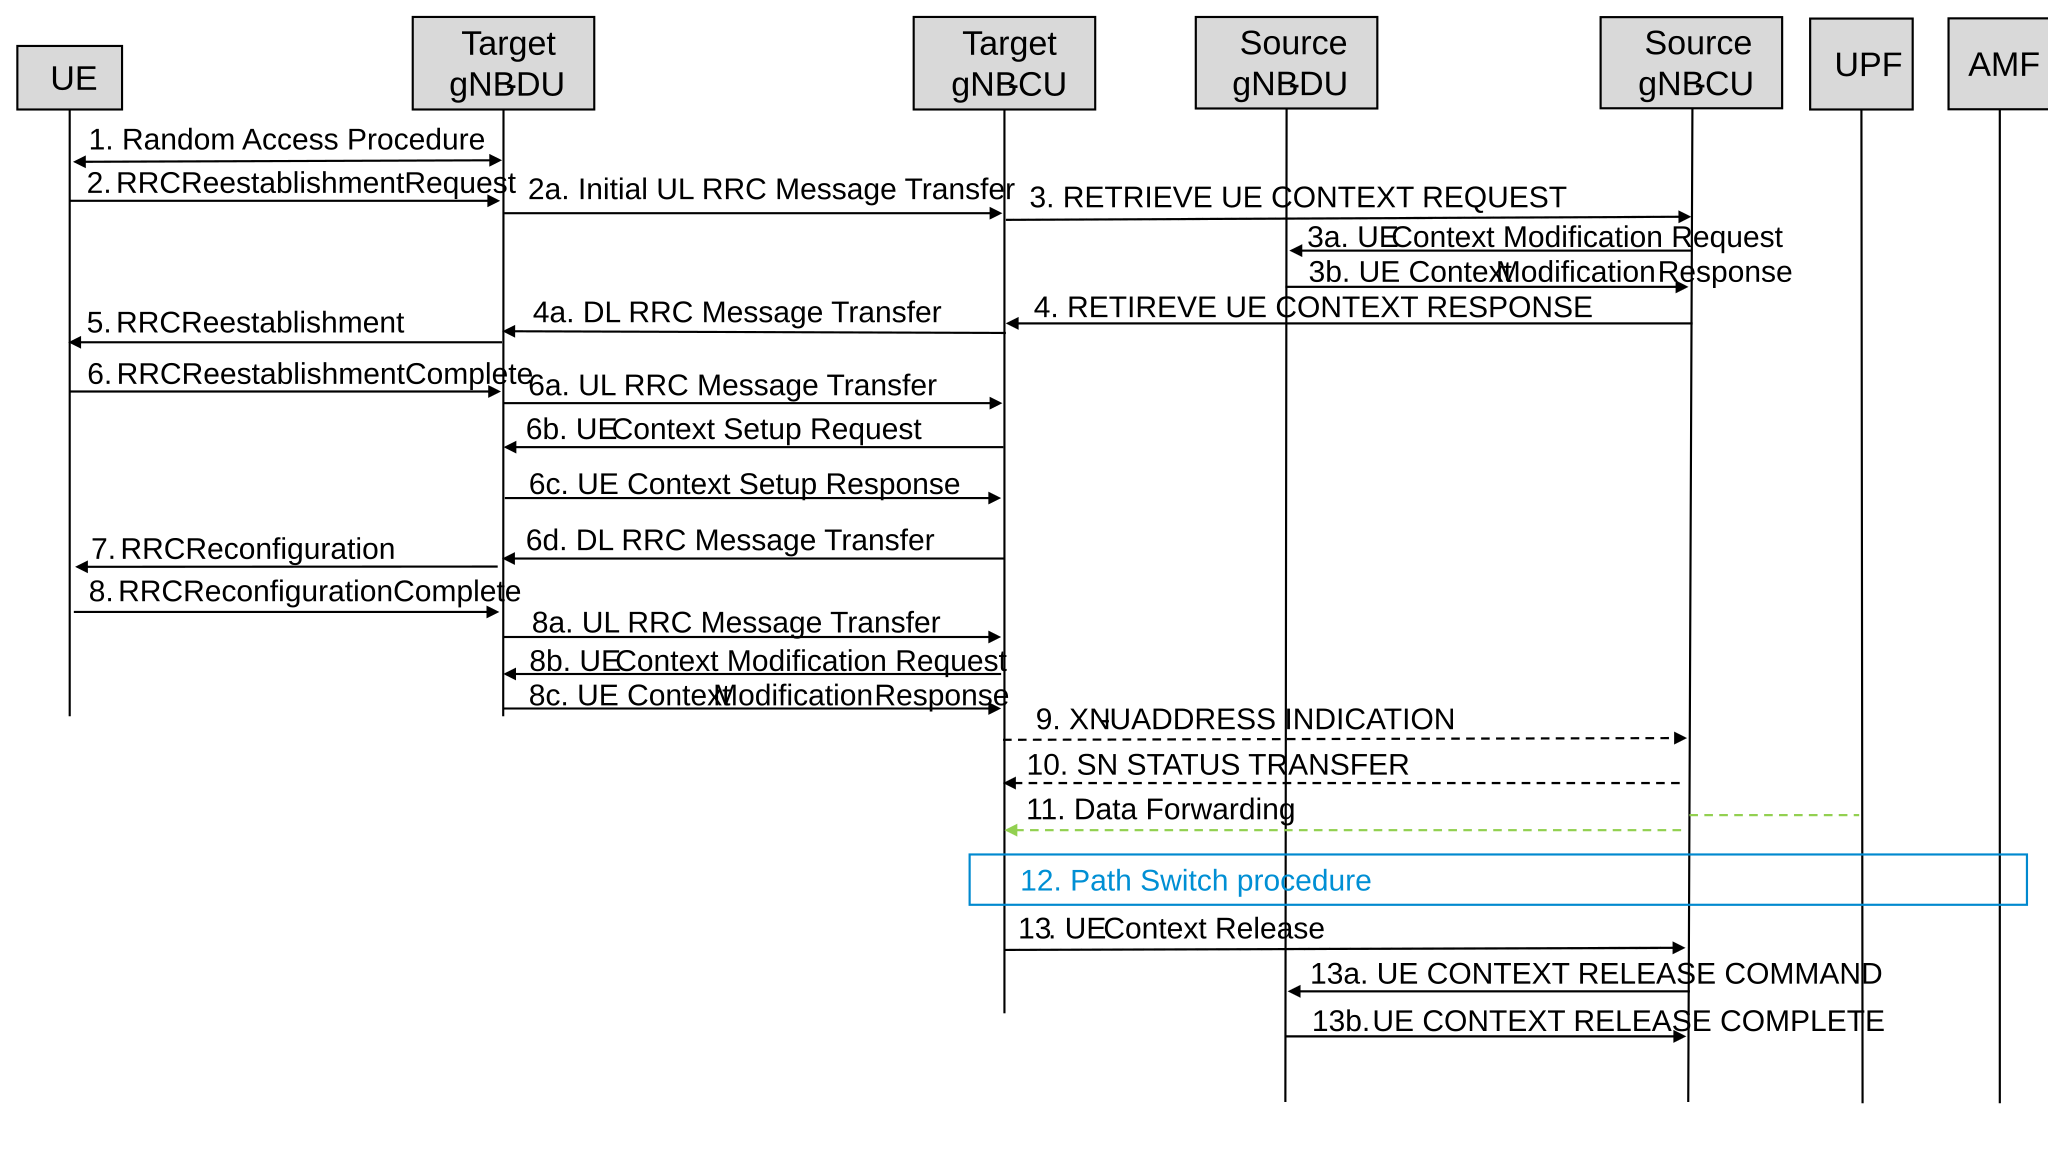 UE
Target
gNB-DU
Target
gNB-CU
Source
gNB-DU
Source
gNB-CU
UPF
AMF
1. Random Access Procedure
2. RRCReestablishmentRequest
2a. Initial UL RRC Message Transfer
3. RETRIEVE UE CONTEXT REQUEST
3a. UE Context Modification Request
3b. UE Context Modification Response
4. RETIREVE UE CONTEXT RESPONSE
4a. DL RRC Message Transfer
5. RRCReestablishment
6. RRCReestablishmentComplete
6a. UL RRC Message Transfer
6b. UE Context Setup Request
6c. UE Context Setup Response
6d. DL RRC Message Transfer
7. RRCReconfiguration
8. RRCReconfigurationComplete
8a. UL RRC Message Transfer
8b. UE Context Modification Request
8c. UE Context Modification Response
9. XN-U ADDRESS INDICATION
10. SN STATUS TRANSFER
11. Data Forwarding
12. Path Switch procedure
13. UE Context Release
13a. UE CONTEXT RELEASE COMMAND
13b. UE CONTEXT RELEASE COMPLETE